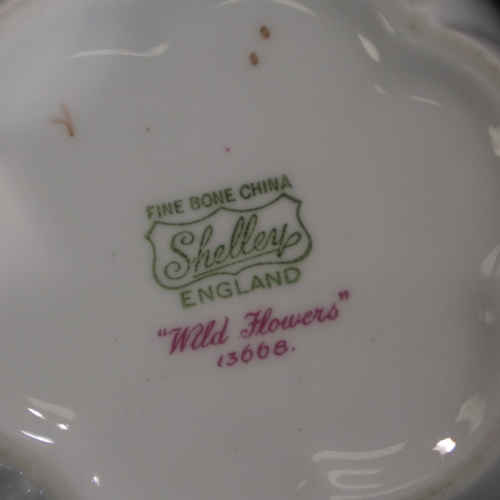 FINE BONE CHINA
Shelley
ENGLAND
"Wild Flowers"
13668.